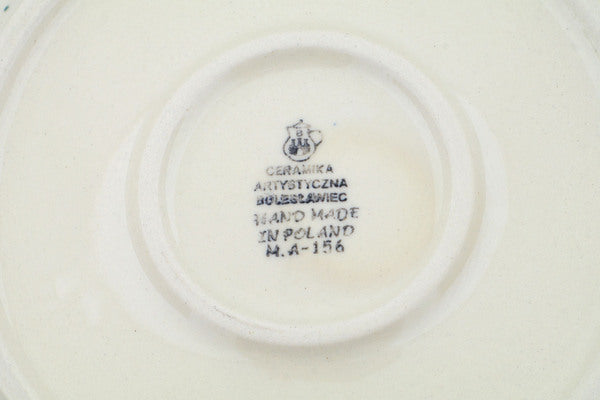 B
CERAMIKA
ARTYSTYCZNA
BOLESŁAWIEC
HAND MADE
IN POLAND
M.A-156